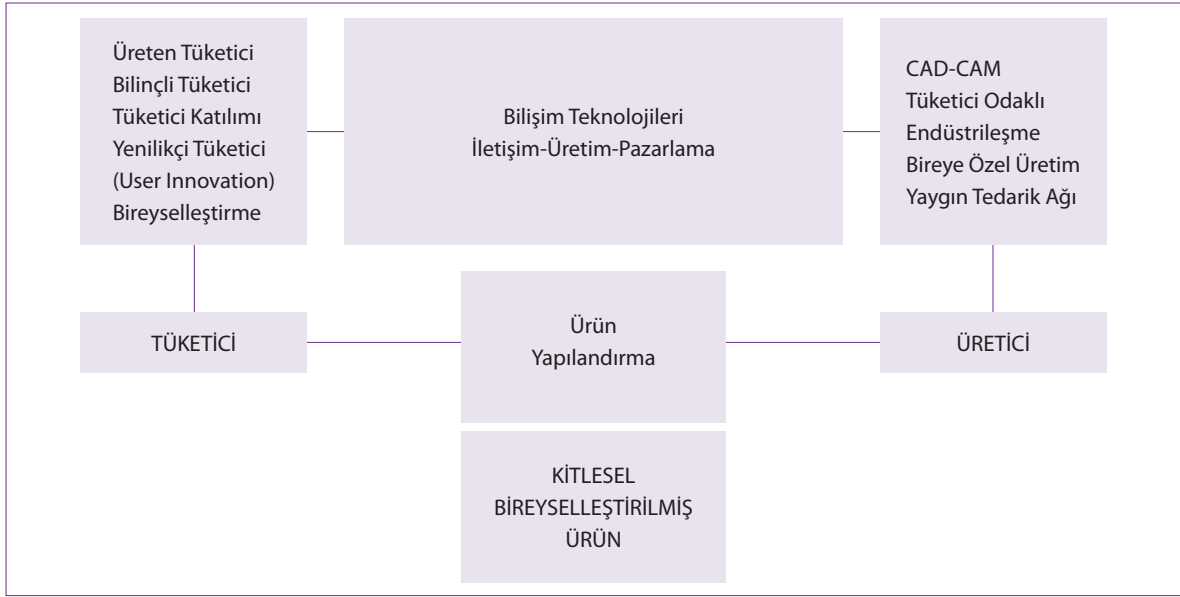 Üreten Tüketici
Bilinçli Tüketici
Tüketici Katılımı
Yenilikçi Tüketici
(User Innovation)
Bireyselleştirme
Bilişim Teknolojileri
İletişim-Üretim-Pazarlama
CAD-CAM
Tüketici Odaklı
Endüstrileşme
Bireye Özel Üretim
Yaygın Tedarik Ağı
TÜKETİCİ
Ürün
Yapılandırma
ÜRETİCİ
KİTLESEL
BİREYSELLEŞTİRİLMİŞ
ÜRÜN